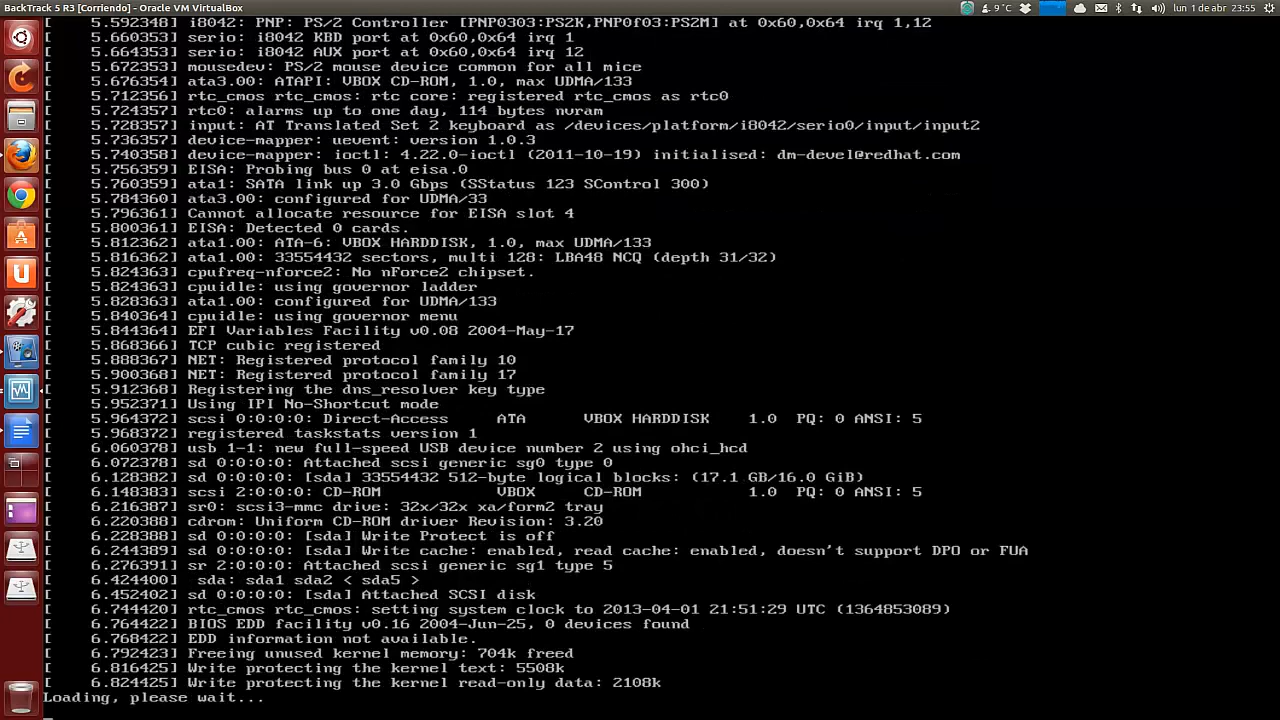 BackTrack 5 R3 [Corriendo] - Oracle VM VirtualBox
9°C
lun 1 de abr
23:55
[    5.592348] i8042: PNP: PS/2 Controller [PNP0303:PS2K,PNP0f03:PS2M] at 0x60,0x64 irq 1,12
[    5.660353] serio: i8042 KBD port at 0x60,0x64 irq 1
[    5.664353] serio: i8042 AUX port at 0x60,0x64 irq 12
[    5.672353] mousedev: PS/2 mouse device common for all mice
[    5.676354] ata3.00: ATAPI: VBOX CD-ROM, 1.0, max UDMA/133
[    5.712356] rtc_cmos rtc_cmos: rtc core: registered rtc_cmos as rtc0
[    5.724357] rtc0: alarms up to one day, 114 bytes nvram
[    5.728357] input: AT Translated Set 2 keyboard as /devices/platform/i8042/serio0/input/input2
[    5.736357] device-mapper: uevent: version 1.0.3
[    5.740358] device-mapper: ioctl: 4.22.0-ioctl (2011-10-19) initialised: dm-devel@redhat.com
[    5.756359] EISA: Probing bus 0 at eisa.0
[    5.760359] ata1: SATA link up 3.0 Gbps (SStatus 123 SControl 300)
[    5.784360] ata3.00: configured for UDMA/33
[    5.796361] Cannot allocate resource for EISA slot 4
[    5.800361] EISA: Detected 0 cards.
[    5.812362] ata1.00: ATA-6: VBOX HARDDISK, 1.0, max UDMA/133
[    5.816362] ata1.00: 33554432 sectors, multi 128: LBA48 NCQ (depth 31/32)
[    5.824363] cpufreq-nforce2: No nForce2 chipset.
[    5.824363] cpuidle: using governor ladder
[    5.828363] ata1.00: configured for UDMA/133
[    5.840364] cpuidle: using governor menu
[    5.844364] EFI Variables Facility v0.08 2004-May-17
[    5.868366] TCP cubic registered
[    5.888367] NET: Registered protocol family 10
[    5.900368] NET: Registered protocol family 17
[    5.912368] Registering the dns_resolver key type
[    5.952371] Using IPI No-Shortcut mode
[    5.964372] scsi 0:0:0:0: Direct-Access     ATA      VBOX HARDDISK    1.0  PQ: 0 ANSI: 5
[    5.968372] registered taskstats version 1
[    6.060378] usb 1-1: new full-speed USB device number 2 using ohci_hcd
[    6.072378] sd 0:0:0:0: Attached scsi generic sg0 type 0
[    6.128382] sd 0:0:0:0: [sda] 33554432 512-byte logical blocks: (17.1 GB/16.0 GiB)
[    6.148383] scsi 2:0:0:0: CD-ROM            VBOX     CD-ROM           1.0  PQ: 0 ANSI: 5
[    6.216387] sr0: scsi3-mmc drive: 32x/32x xa/form2 tray
[    6.220388] cdrom: Uniform CD-ROM driver Revision: 3.20
[    6.228388] sd 0:0:0:0: [sda] Write Protect is off
[    6.244389] sd 0:0:0:0: [sda] Write cache: enabled, read cache: enabled, doesn't support DPO or FUA
[    6.276391] sr 2:0:0:0: Attached scsi generic sg1 type 5
[    6.424400]  sda: sda1 sda2 < sda5 >
[    6.452402] sd 0:0:0:0: [sda] Attached SCSI disk
[    6.744420] rtc_cmos rtc_cmos: setting system clock to 2013-04-01 21:51:29 UTC (1364853089)
[    6.764422] BIOS EDD facility v0.16 2004-Jun-25, 0 devices found
[    6.768422] EDD information not available.
[    6.792423] Freeing unused kernel memory: 704k freed
[    6.816425] Write protecting the kernel text: 5508k
[    6.824425] Write protecting the kernel read-only data: 2108k
Loading, please wait...